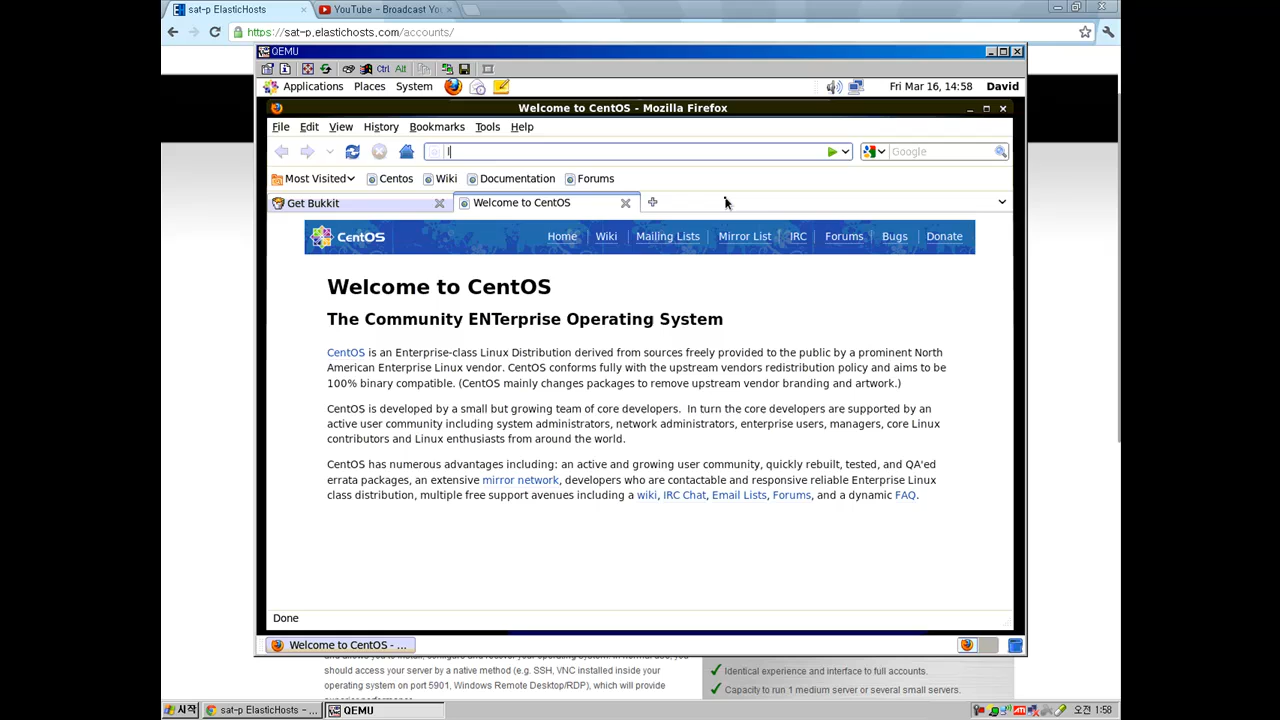 sat-p ElasticHosts
YouTube - Broadcast Yo
https://sat-p.elastichosts.com/accounts/
QEMU
Ctrl Alt
Applications Places System
Fri Mar 16, 14:58 David
Welcome to CentOS - Mozilla Firefox
File Edit View History Bookmarks Tools Help
Google
Most Visited Centos Wiki Documentation Forums
Get Bukkit
Welcome to CentOS
CentOS
Home Wiki Mailing Lists Mirror List IRC Forums Bugs Donate
Welcome to CentOS
The Community ENTerprise Operating System
CentOS is an Enterprise-class Linux Distribution derived from sources freely provided to the public by a prominent North
American Enterprise Linux vendor. CentOS conforms fully with the upstream vendors redistribution policy and aims to be
100% binary compatible. (CentOS mainly changes packages to remove upstream vendor branding and artwork.)
CentOS is developed by a small but growing team of core developers. In turn the core developers are supported by an
active user community including system administrators, network administrators, enterprise users, managers, core Linux
contributors and Linux enthusiasts from around the world.
CentOS has numerous advantages including: an active and growing user community, quickly rebuilt, tested, and QA'ed
errata packages, an extensive mirror network, developers who are contactable and responsive reliable Enterprise Linux
class distribution, multiple free support avenues including a wiki, IRC Chat, Email Lists, Forums, and a dynamic FAQ.
Done
Welcome to CentOS - ...
should access your server by a native method (e.g. SSH, VNC installed inside your
operating system on port 5901, Windows Remote Desktop/RDP), which will provide
Identical experience and interface to full accounts.
Capacity to run 1 medium server or several small servers.
시작
sat-p ElasticHosts - ...
QEMU
오전 1:58